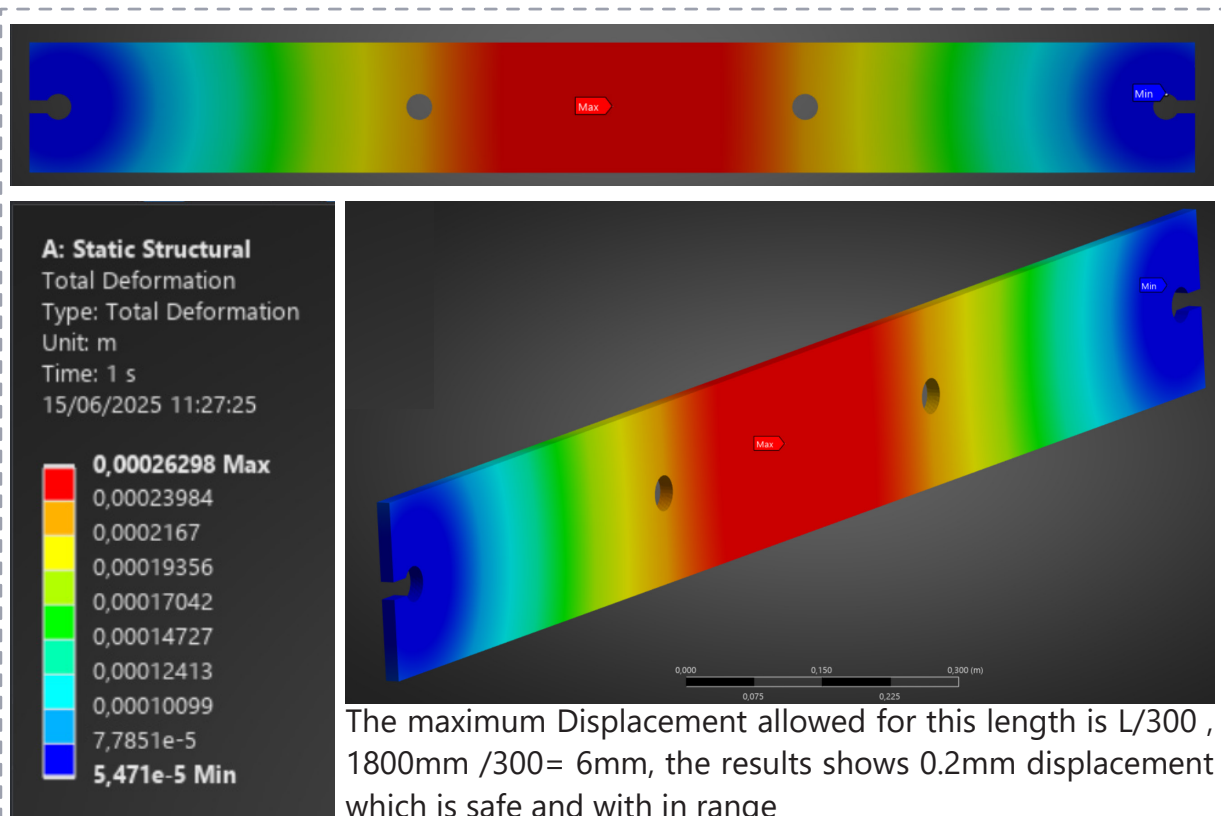 Max
Min
A: Static Structural
Total Deformation
Type: Total Deformation
Unit: m
Time: 1 s
15/06/2025 11:27:25
0,00026298 Max
0,00023984
0,0002167
0,00019356
0,00017042
0,00014727
0,00012413
0,00010099
7,7851e-5
5,471e-5 Min
Min
Max
0,000 0,150 0,300 (m)
0,075 0,225
The maximum Displacement allowed for this length is L/300 ,
1800mm /300= 6mm, the results shows 0.2mm displacement
which is safe and with in range